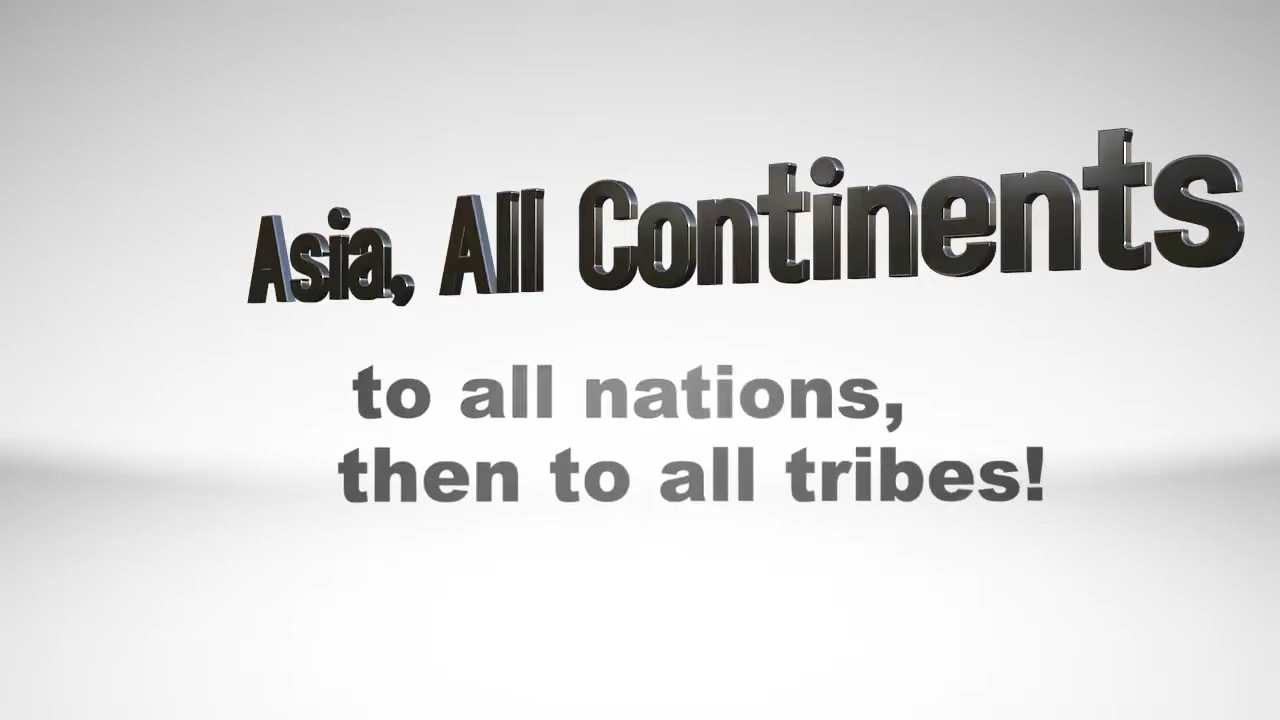 Asia, All Continents
to all nations,
then to all tribes!